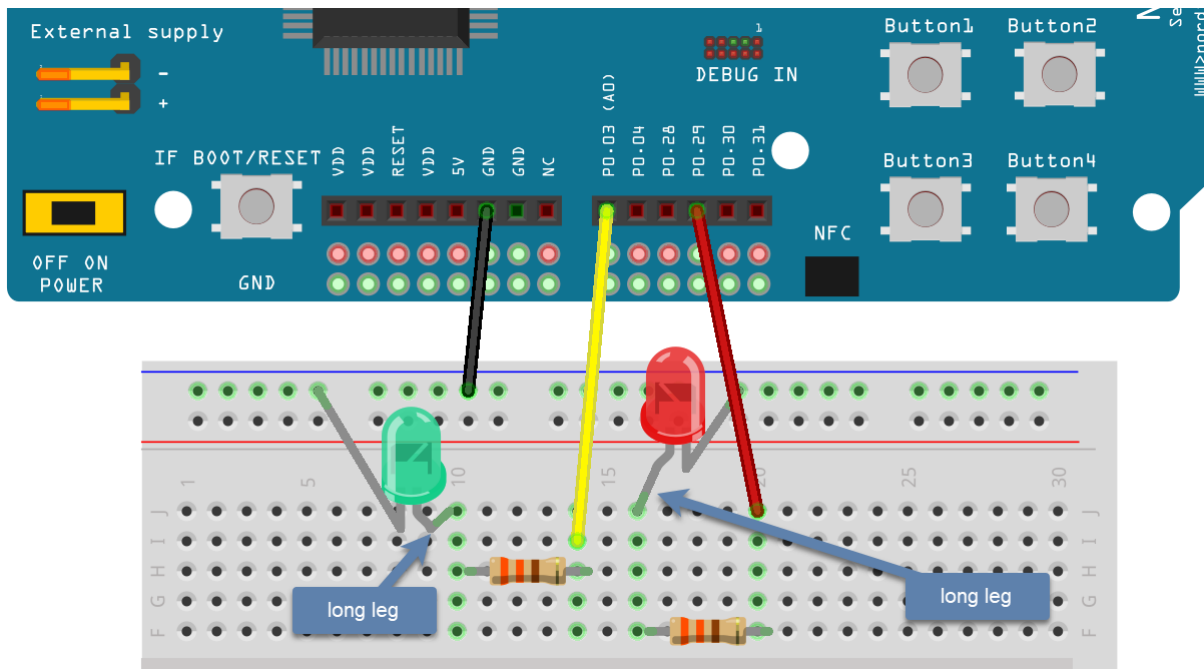 External supply
-
+
1
DEBUG IN
Button1
Button2
Button3
Button4
IF BOOT/RESET
VDD
VDD
RESET
VDD
5V
GND
GND
NC
P0.03 (A0)
P0.04
P0.28
P0.29
P0.30
P0.31
OFF ON
POWER
GND
NFC
1
5
10
15
20
25
30
J
I
H
G
F
J
I
H
G
F
long leg
long leg